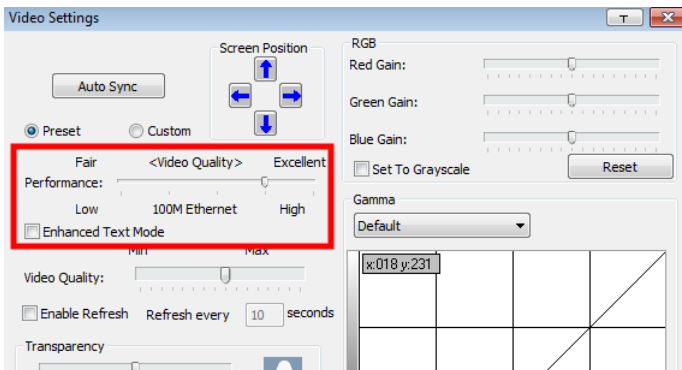 Video Settings
T
Screen Position
Auto Sync
Preset
Custom
Fair <Video Quality> Excellent
Performance:
Low 100M Ethernet High
Enhanced Text Mode
Min Max
Video Quality:
Enable Refresh Refresh every 10 seconds
Transparency
RGB
Red Gain:
Green Gain:
Blue Gain:
Set To Grayscale
Reset
Gamma
Default
x:018 y:231